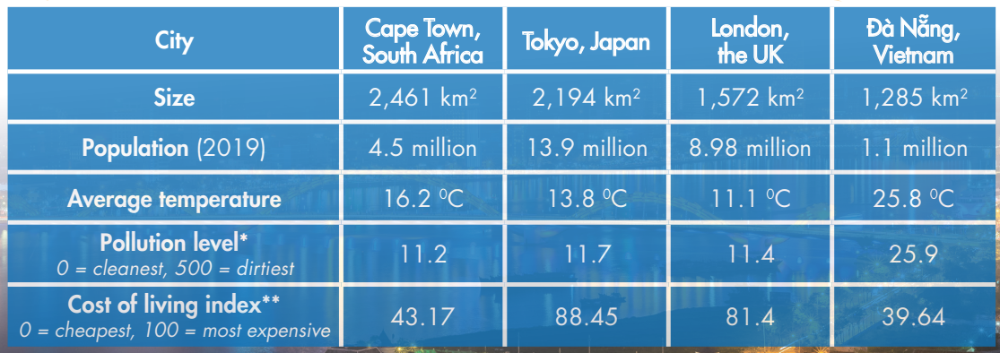 City
Cape Town,
South Africa
Tokyo, Japan
London,
the UK
Đà Nẵng,
Vietnam
Size
2,461 km²
2,194 km²
1,572 km²
1,285 km²
Population (2019)
4.5 million
13.9 million
8.98 million
1.1 million
Average temperature
16.2 ⁰C
13.8 ⁰C
11.1 ⁰C
25.8 ⁰C
Pollution level*
0 = cleanest, 500 = dirtiest
11.2
11.7
11.4
25.9
Cost of living index**
0 = cheapest, 100 = most expensive
43.17
88.45
81.4
39.64